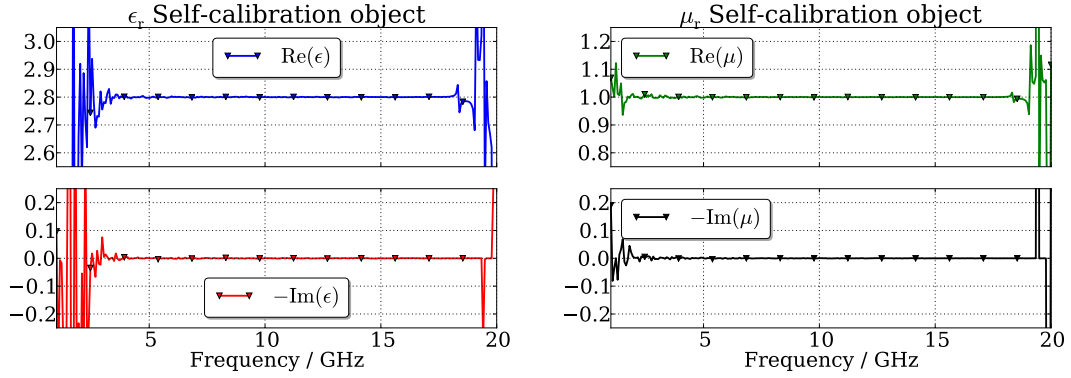 ϵ_r Self-calibration object
3.0
2.9
2.8
2.7
2.6
Re(ϵ)
0.2
0.1
0.0
−0.1
−0.2
−Im(ϵ)
5 10 15 20
Frequency / GHz
μ_r Self-calibration object
1.2
1.1
1.0
0.9
0.8
Re(μ)
0.2
0.1
0.0
−0.1
−0.2
−Im(μ)
5 10 15 20
Frequency / GHz